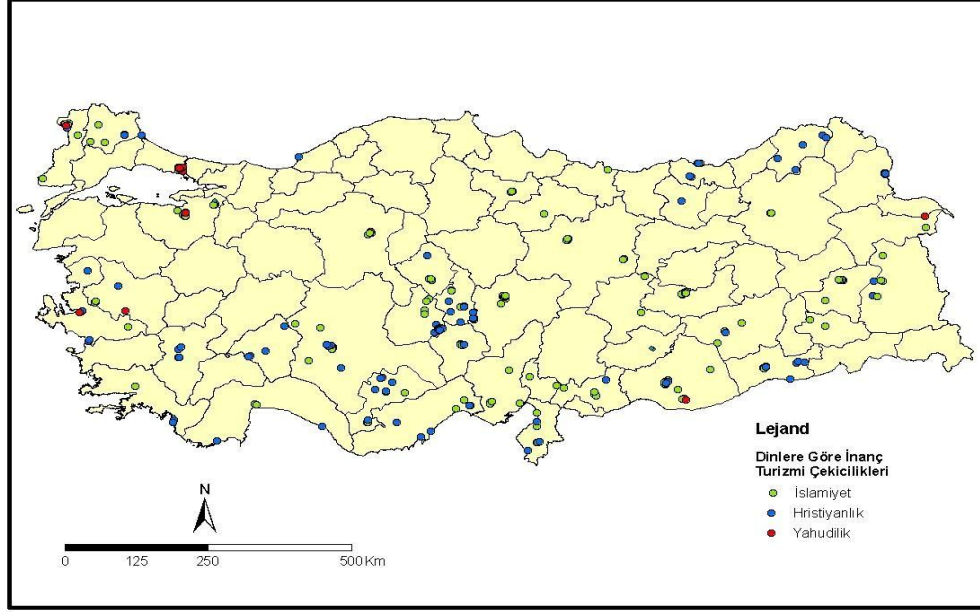 Lejand
Dinlere Göre İnanç
Turizmi Çekicilikleri
İslamiyet
Hristiyanlık
Yahudilik
N
0 125 250 500 Km